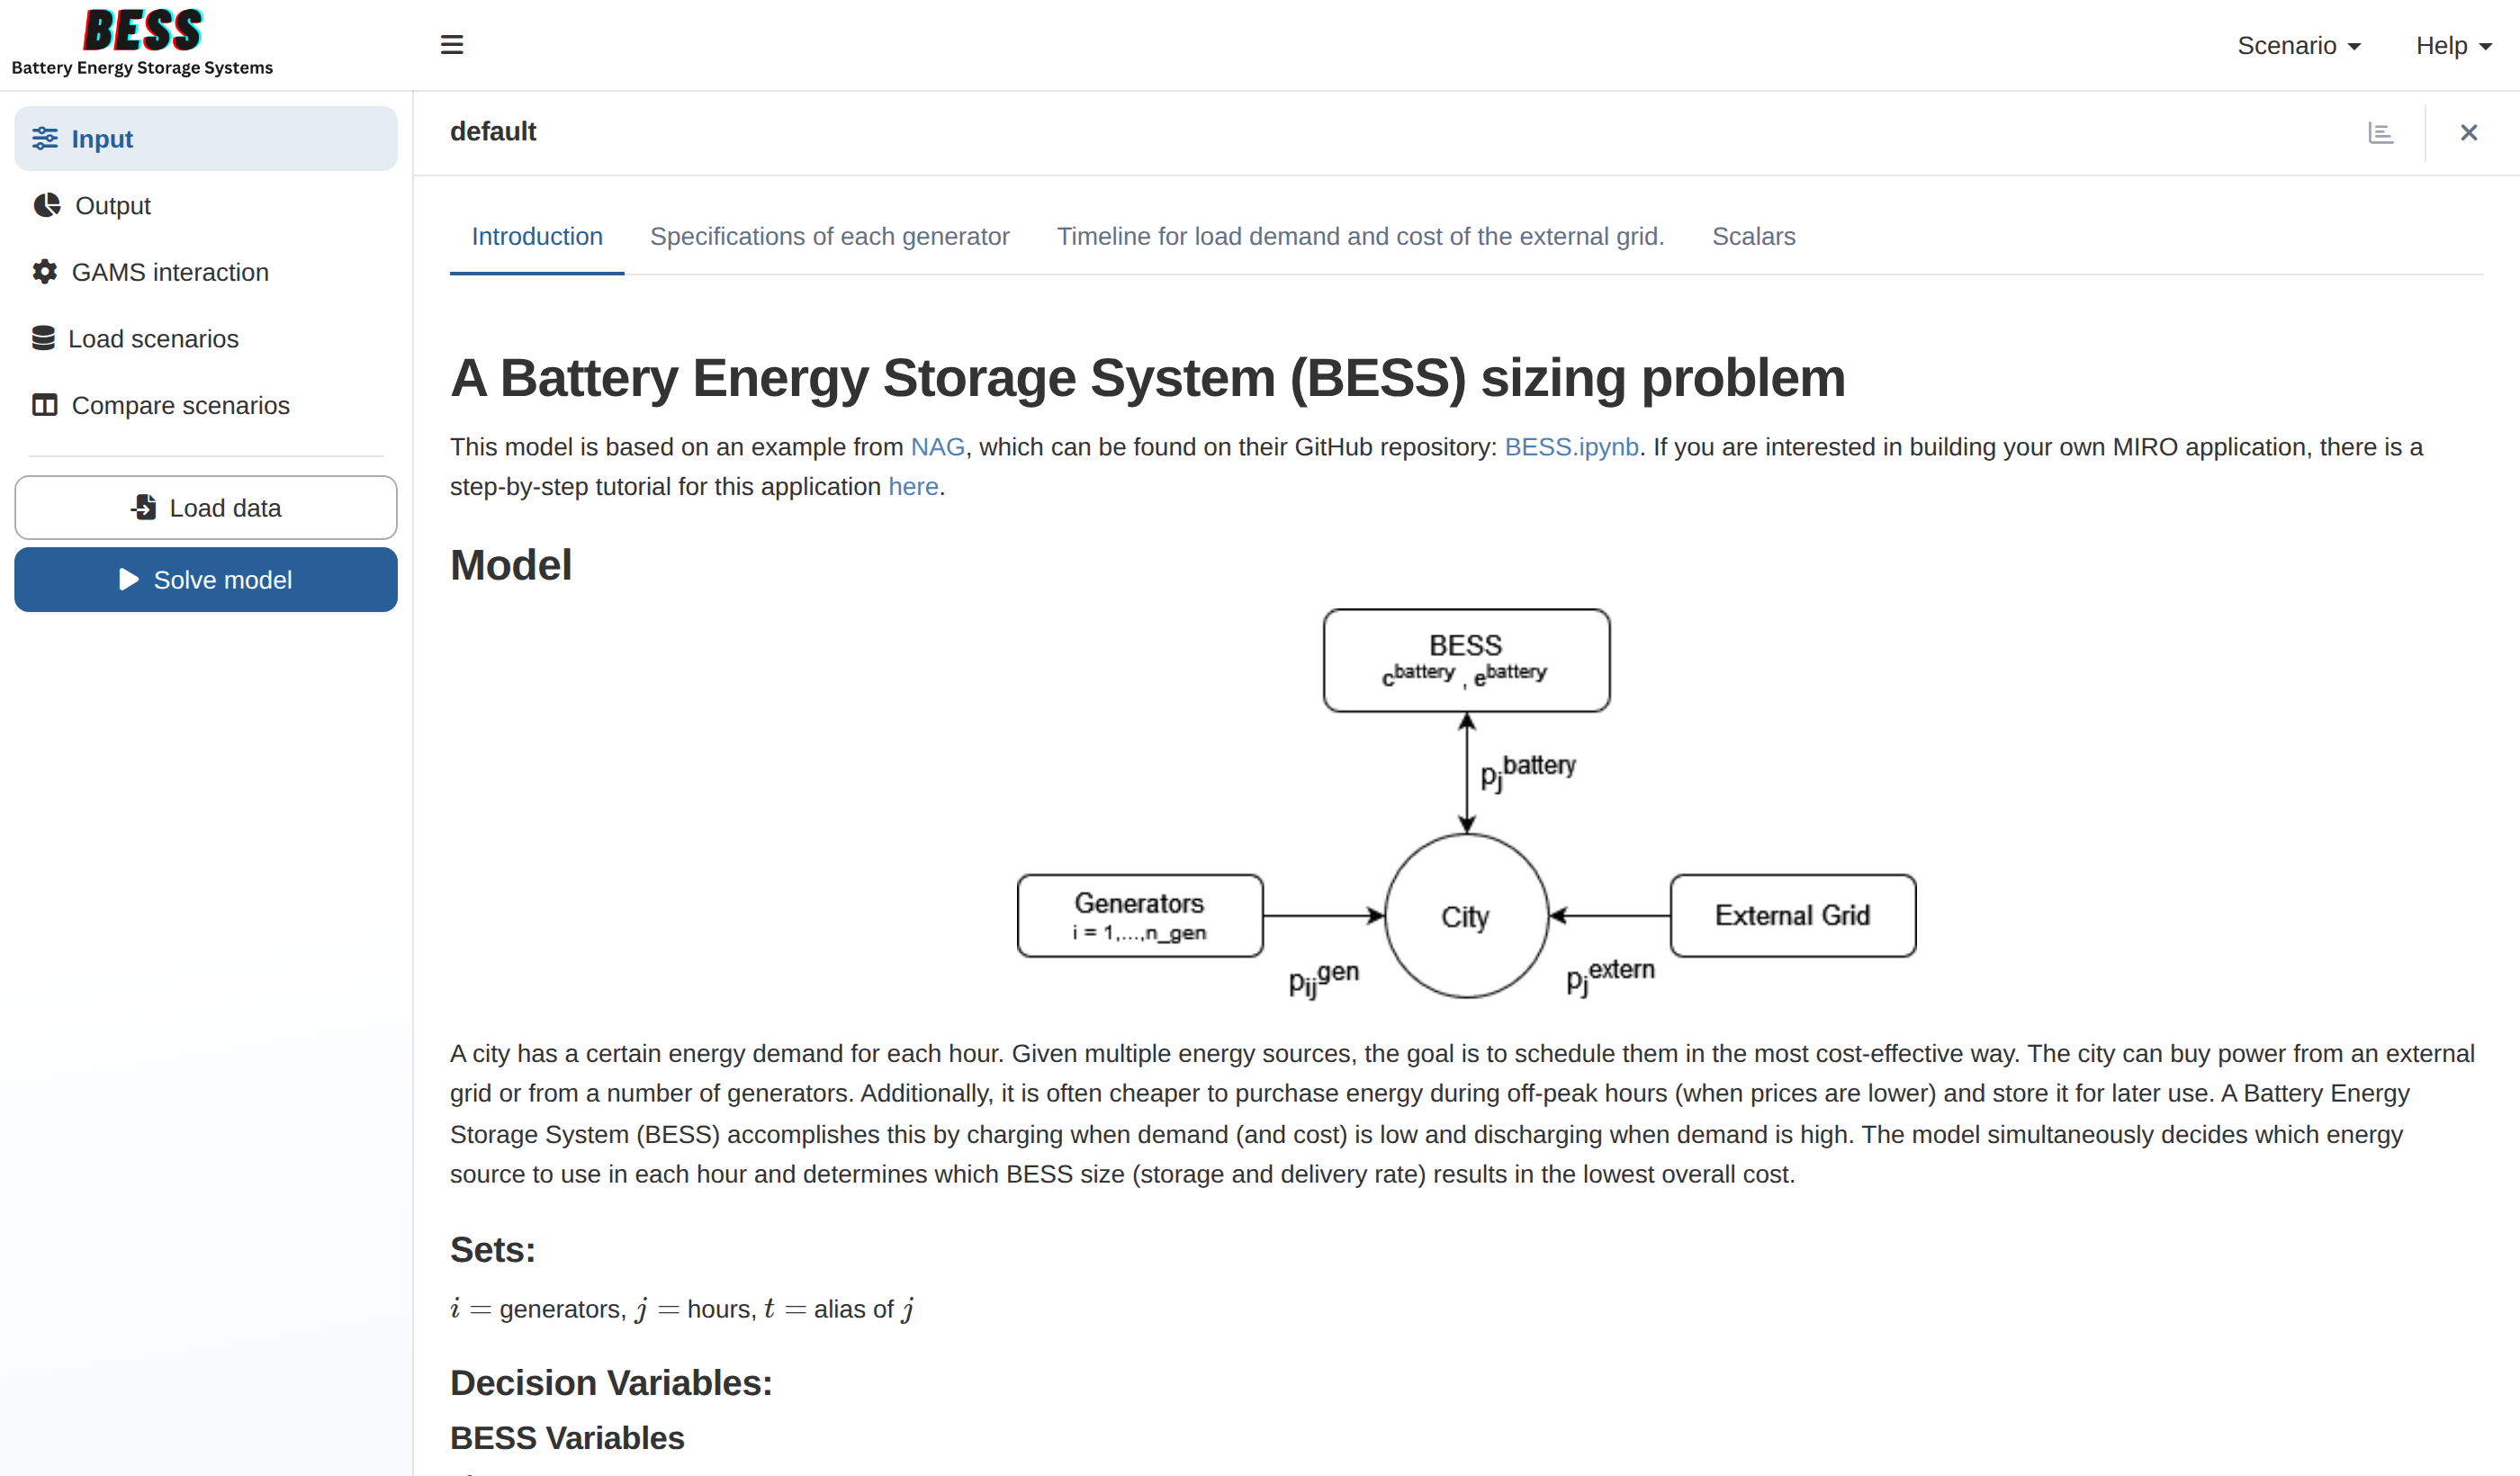 BESS
Battery Energy Storage Systems
Scenario
Help
Input
Output
GAMS interaction
Load scenarios
Compare scenarios
Load data
Solve model
default
Introduction
Specifications of each generator
Timeline for load demand and cost of the external grid.
Scalars
A Battery Energy Storage System (BESS) sizing problem
This model is based on an example from NAG, which can be found on their GitHub repository: BESS.ipynb. If you are interested in building your own MIRO application, there is a
step-by-step tutorial for this application here.
Model
BESS
c^battery , e^battery
p_j^battery
Generators
i = 1,...,n_gen
City
External Grid
p_ij^gen
p_j^extern
A city has a certain energy demand for each hour. Given multiple energy sources, the goal is to schedule them in the most cost-effective way. The city can buy power from an external
grid or from a number of generators. Additionally, it is often cheaper to purchase energy during off-peak hours (when prices are lower) and store it for later use. A Battery Energy
Storage System (BESS) accomplishes this by charging when demand (and cost) is low and discharging when demand is high. The model simultaneously decides which energy
source to use in each hour and determines which BESS size (storage and delivery rate) results in the lowest overall cost.
Sets:
i = generators, j = hours, t = alias of j
Decision Variables:
BESS Variables